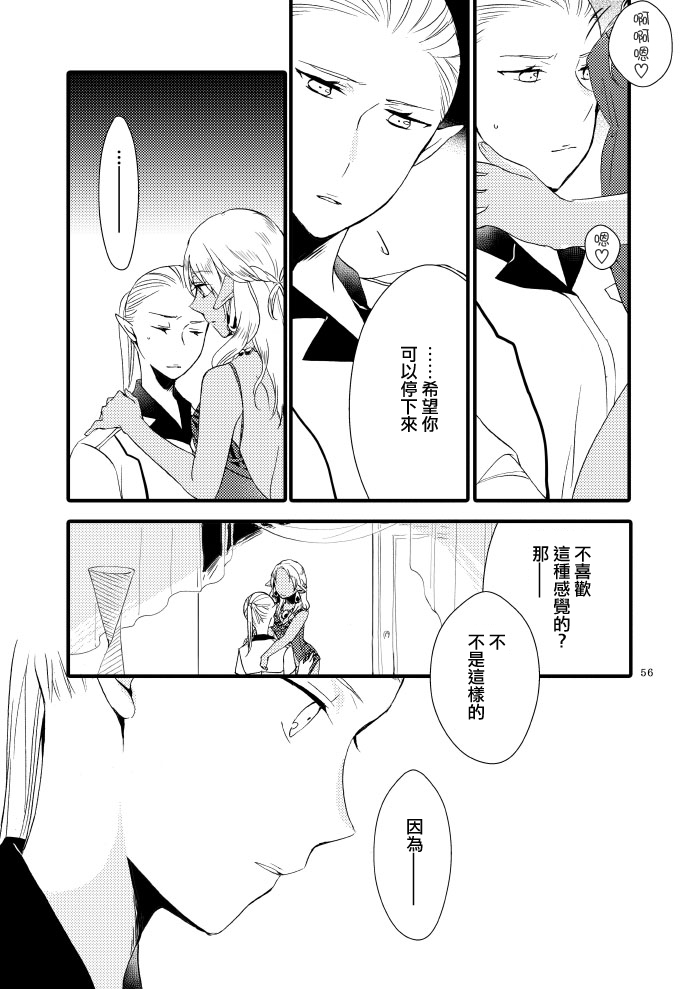 啊啊嗯♡
嗯♡
……希望你
可以停下來
…——
不喜歡
這種感覺的？
那——
不
不是這樣的
56
因為——